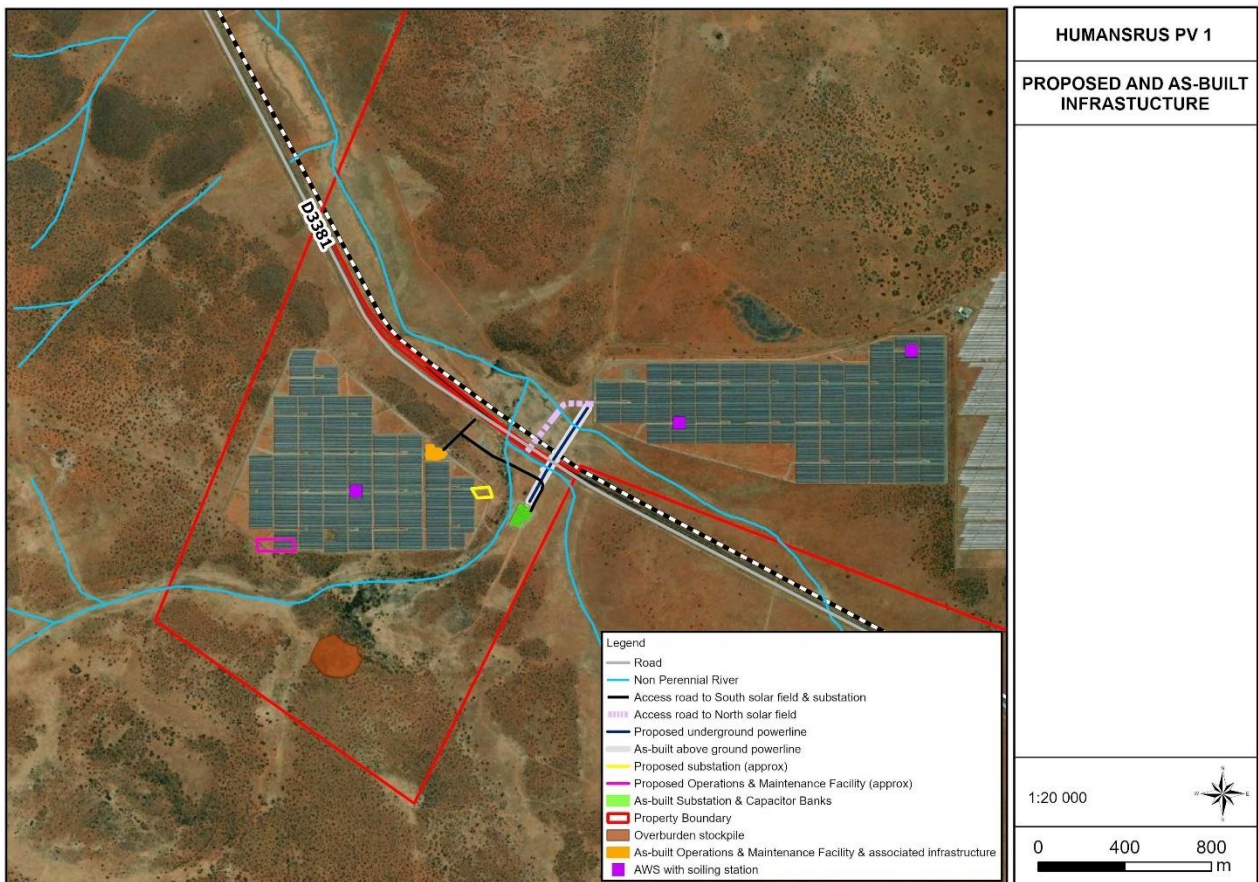 HUMANSRUS PV 1
PROPOSED AND AS-BUILT
INFRASTUCTURE
D3381
Legend
Road
Non Perennial River
Access road to South solar field & substation
Access road to North solar field
Proposed underground powerline
As-built above ground powerline
Proposed substation (approx)
Proposed Operations & Maintenance Facility (approx)
As-built Substation & Capacitor Banks
Property Boundary
Overburden stockpile
As-built Operations & Maintenance Facility & associated infrastructure
AWS with soiling station
1:20 000
N
W
E
S
0 400 800
m